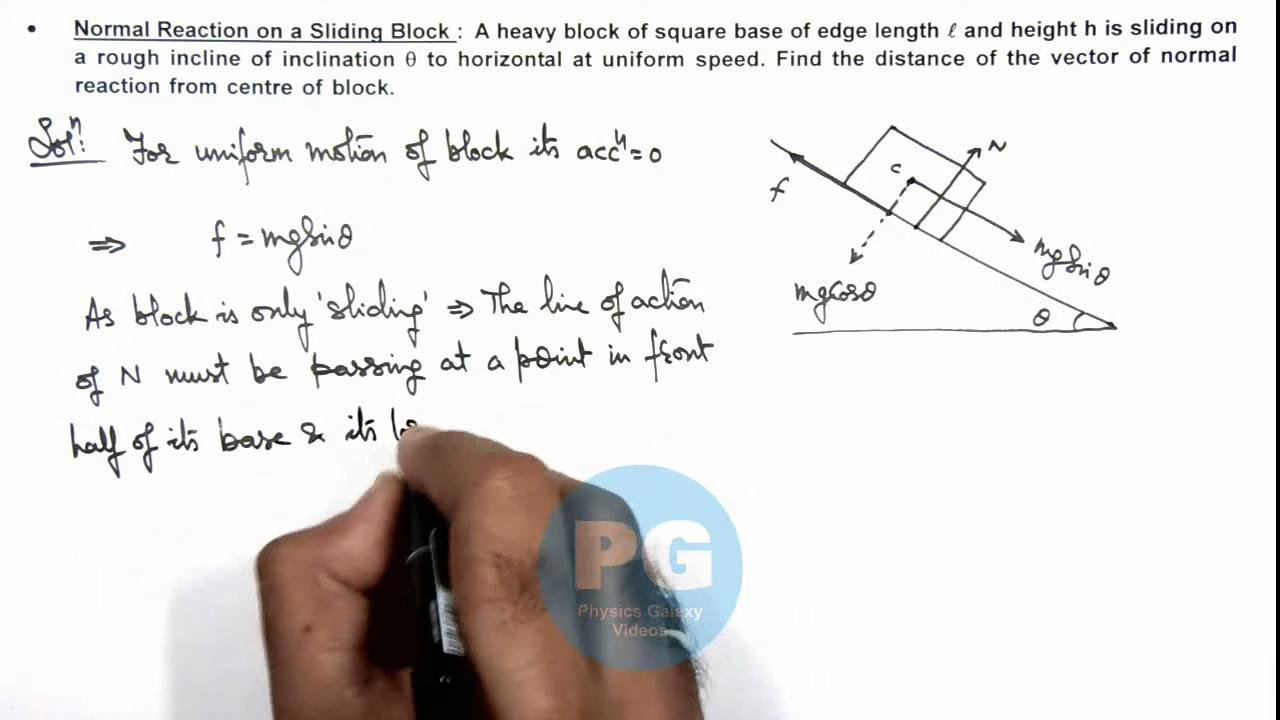 • Normal Reaction on a Sliding Block : A heavy block of square base of edge length ℓ and height h is sliding on
a rough incline of inclination θ to horizontal at uniform speed. Find the distance of the vector of normal
reaction from centre of block.
Solⁿ: For uniform motion of block its accⁿ = 0
⇒ f = mg sinθ
As block is only 'sliding' ⇒ The line of action
of N must be passing at a point in front
half of its base & its
f
C
N
mg sinθ
mg cosθ
θ
PG
Physics Galaxy
Videos